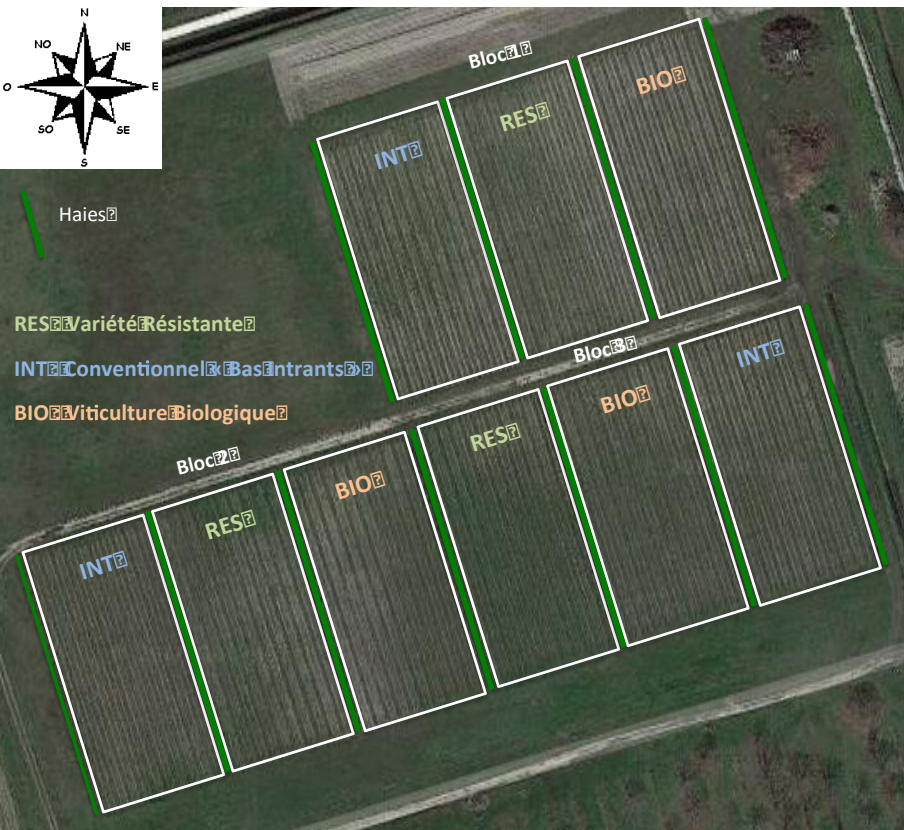 N
NO
NE
O
E
SO
SE
S
Bloc 1
BIO
RES
INT
Haies
RES Variété Résistante
INT Conventionnel « Bas Intrants »
BIO Viticulture Biologique
Bloc 3
INT
BIO
RES
Bloc 2
BIO
RES
INT